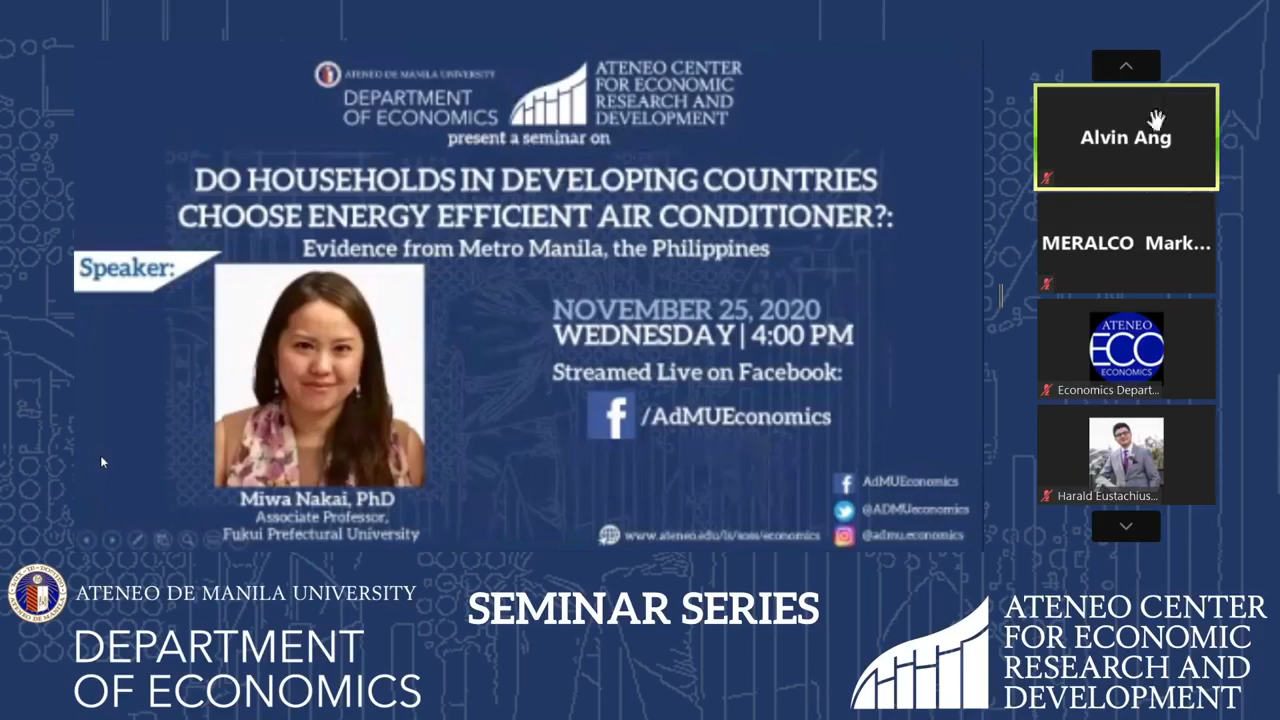 ATENEO DE MANILA UNIVERSITY
DEPARTMENT
OF ECONOMICS
ATENEO CENTER
FOR ECONOMIC
RESEARCH AND
DEVELOPMENT
present a seminar on
DO HOUSEHOLDS IN DEVELOPING COUNTRIES
CHOOSE ENERGY EFFICIENT AIR CONDITIONER?:
Evidence from Metro Manila, the Philippines
Speaker:
NOVEMBER 25, 2020
WEDNESDAY | 4:00 PM
Streamed Live on Facebook:
f /AdMUEconomics
Miwa Nakai, PhD
Associate Professor,
Fukui Prefectural University
AdMUEconomics
@ADMUeconomics
@admu.economics
www.ateneo.edu/ls/soss/economics
Alvin Ang
MERALCO Mark...
ATENEO
ECO
ECONOMICS
Economics Depart...
Harald Eustachius...
ATENEO DE MANILA UNIVERSITY
DEPARTMENT
OF ECONOMICS
SEMINAR SERIES
ATENEO CENTER
FOR ECONOMIC
RESEARCH AND
DEVELOPMENT